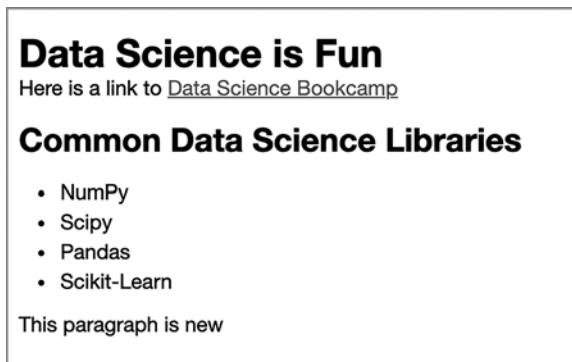 Data Science is Fun
Here is a link to Data Science Bookcamp
Common Data Science Libraries
NumPy
Scipy
Pandas
Scikit-Learn
This paragraph is new